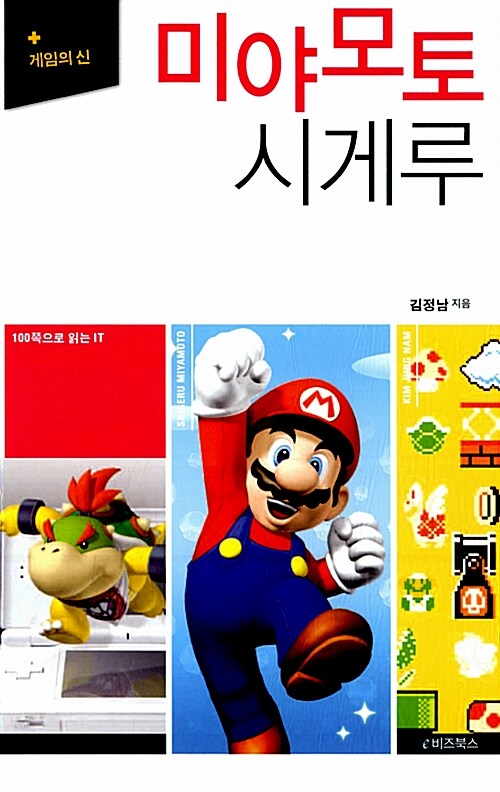 +
게임의 신
미야모토
시게루
김정남 지음
100쪽으로 읽는 IT
SHIGERU MIYAMOTO
KIM JUNG NAM
M
e비즈북스